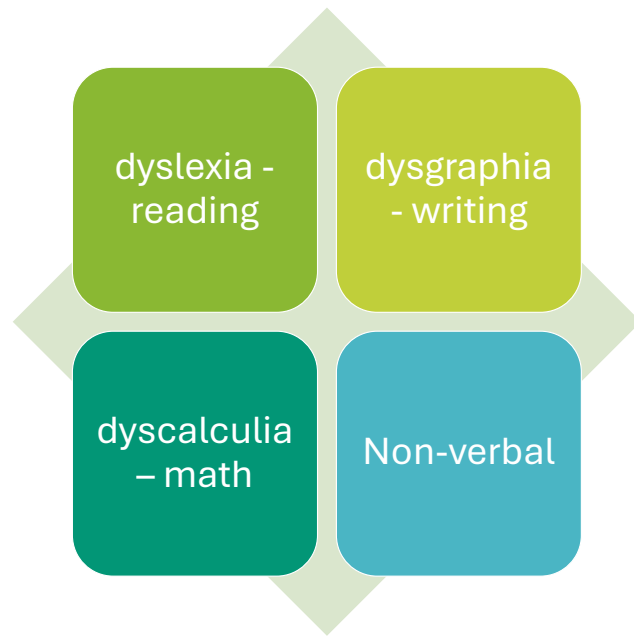 dyslexia -
reading
dysgraphia
- writing
dyscalculia
– math
Non-verbal